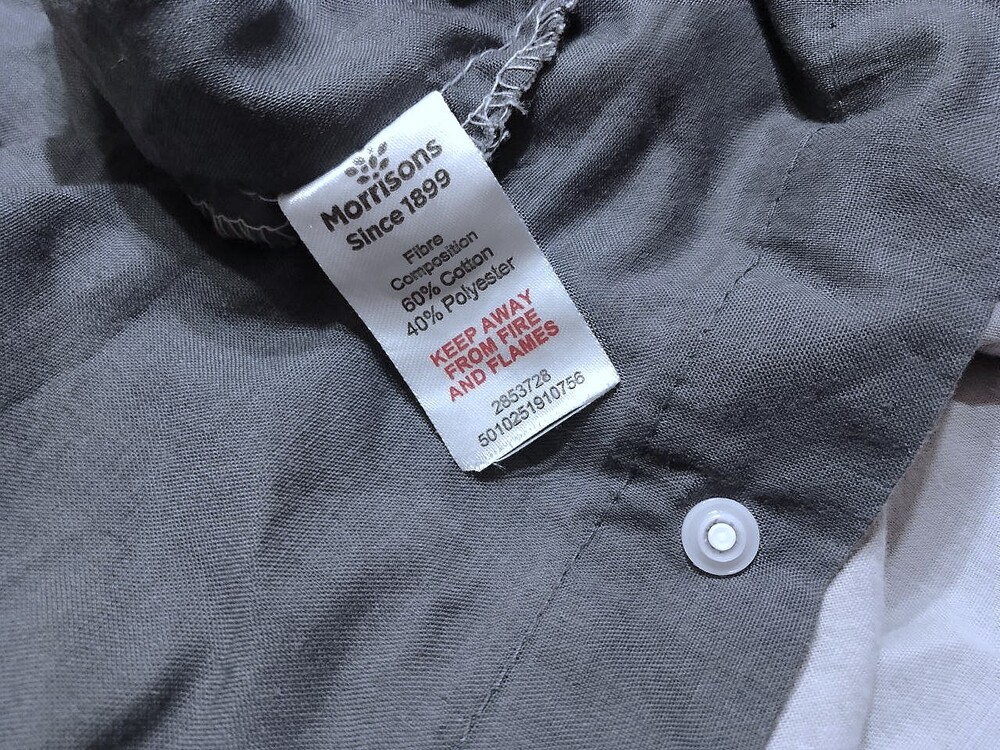 Morrisons
Since 1899
Fibre
Composition
60% Cotton
40% Polyester
KEEP AWAY
FROM FIRE
AND FLAMES
2853728
5010251910756